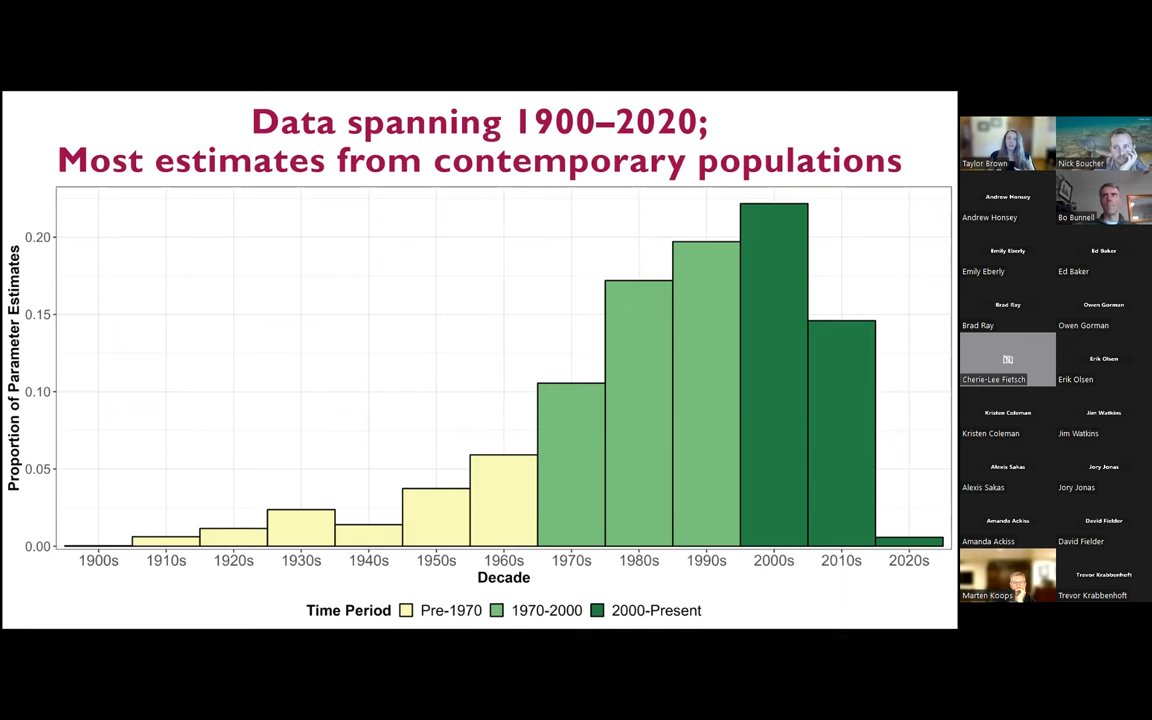 Data spanning 1900–2020;
Most estimates from contemporary populations
Proportion of Parameter Estimates
0.20
0.15
0.10
0.05
0.00
1900s 1910s 1920s 1930s 1940s 1950s 1960s 1970s 1980s 1990s 2000s 2010s 2020s
Decade
Time Period Pre-1970 1970-2000 2000-Present
Taylor Brown Nick Boucher
Andrew Honsey
Andrew Honsey Bo Bunnell
Emily Eberly Ed Baker
Emily Eberly Ed Baker
Brad Ray Owen Gorman
Brad Ray Owen Gorman
Erik Olsen
Cherie-Lee Fietsch Erik Olsen
Kristen Coleman Jim Watkins
Kristen Coleman Jim Watkins
Alexis Sakas Jory Jonas
Alexis Sakas Jory Jonas
Amanda Ackiss David Fielder
Amanda Ackiss David Fielder
Trevor Krabbenhoft
Marten Koops Trevor Krabbenhoft